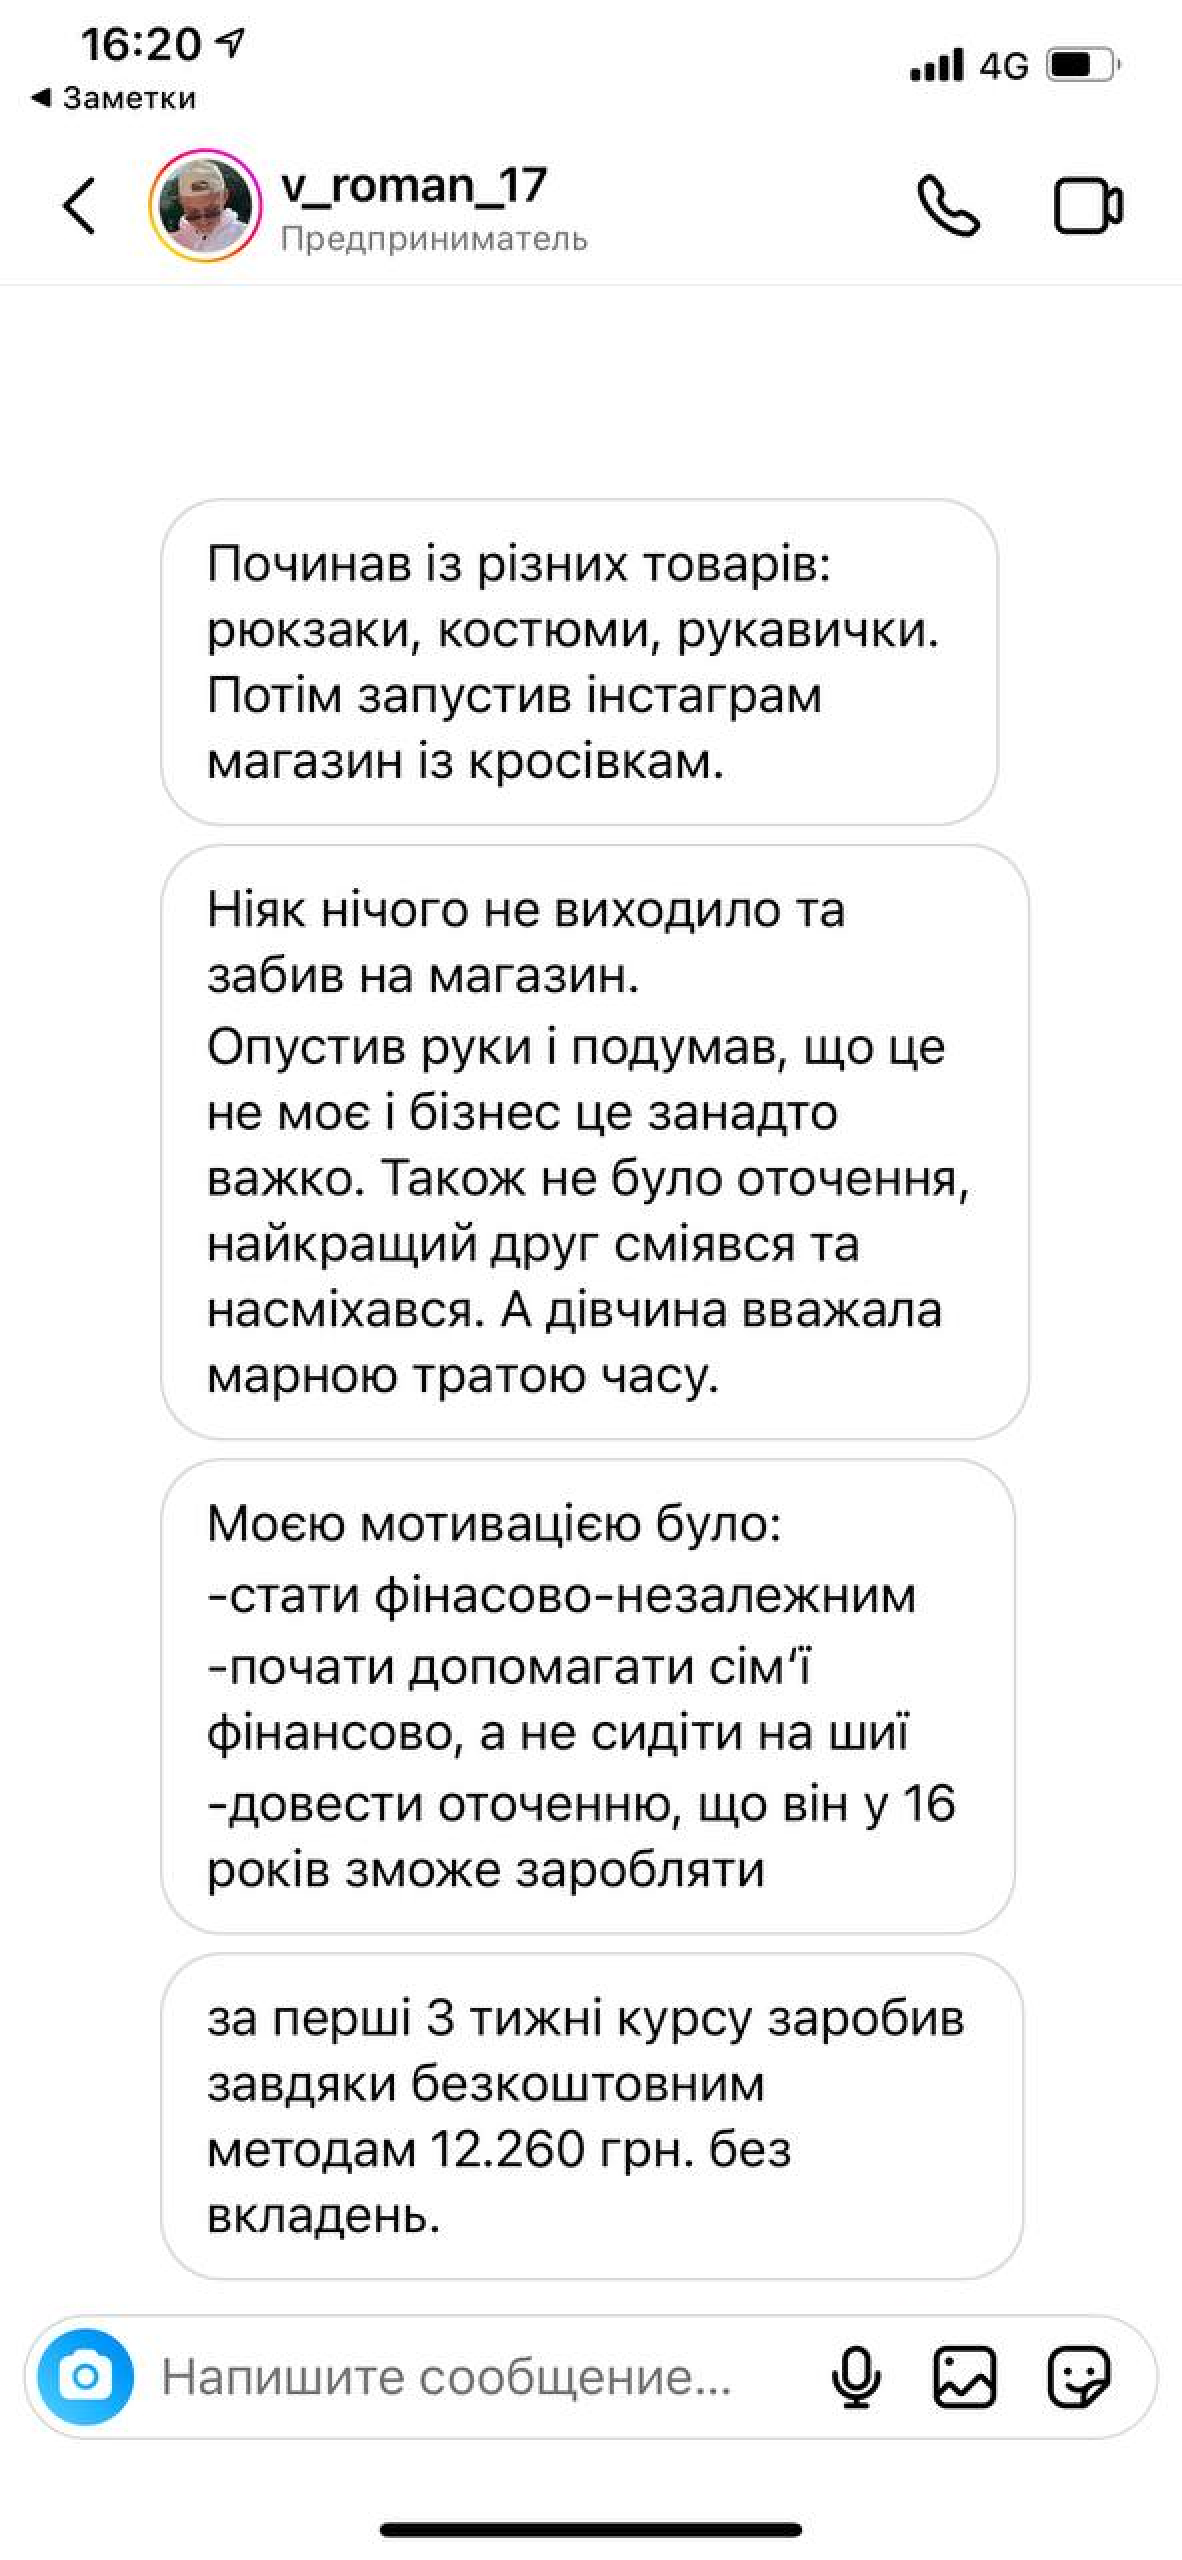 16:20
4G
◀ Заметки
v_roman_17
Предприниматель
Починав із різних товарів:
рюкзаки, костюми, рукавички.
Потім запустив інстаграм
магазин із кросівкам.
Ніяк нічого не виходило та
забив на магазин.
Опустив руки і подумав, що це
не моє і бізнес це занадто
важко. Також не було оточення,
найкращий друг сміявся та
насміхався. А дівчина вважала
марною тратою часу.
Моєю мотивацією було:
-стати фінасово-незалежним
-почати допомагати сім‘ї
фінансово, а не сидіти на шиї
-довести оточенню, що він у 16
років зможе заробляти
за перші 3 тижні курсу заробив
завдяки безкоштовним
методам 12.260 грн. без
вкладень.
Напишите сообщение...